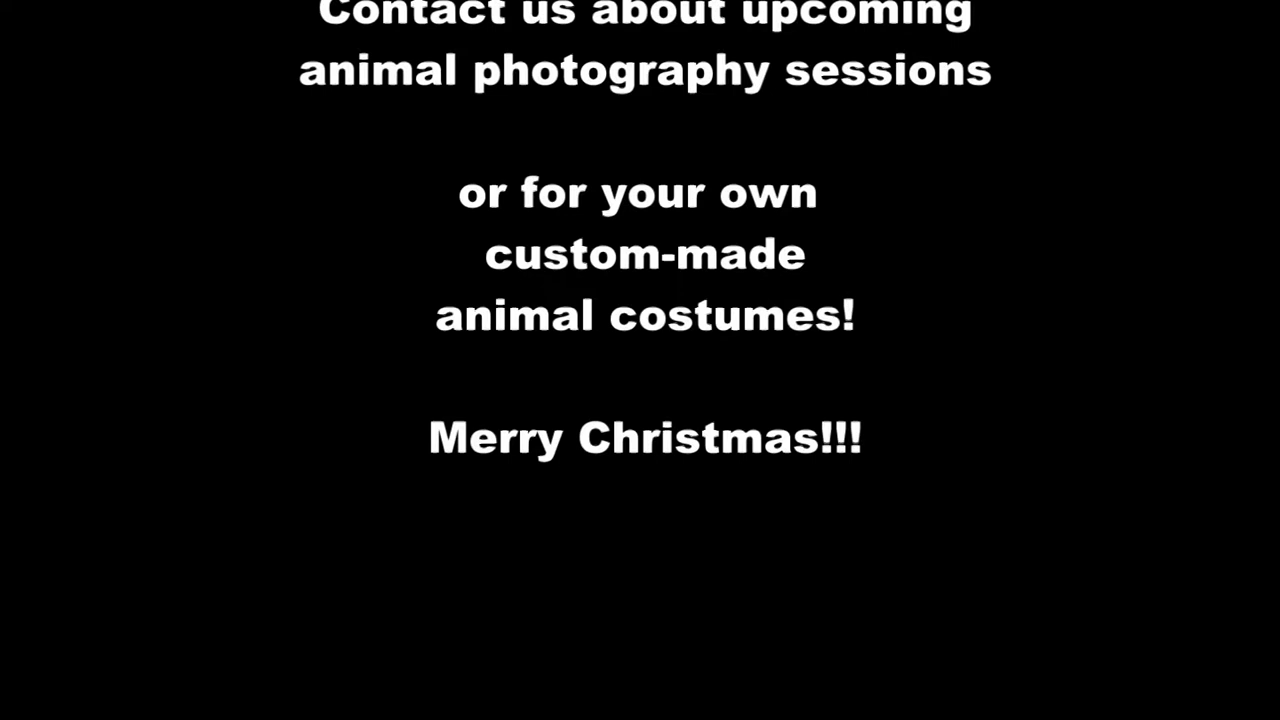 Contact us about upcoming
animal photography sessions
or for your own
custom-made
animal costumes!
Merry Christmas!!!